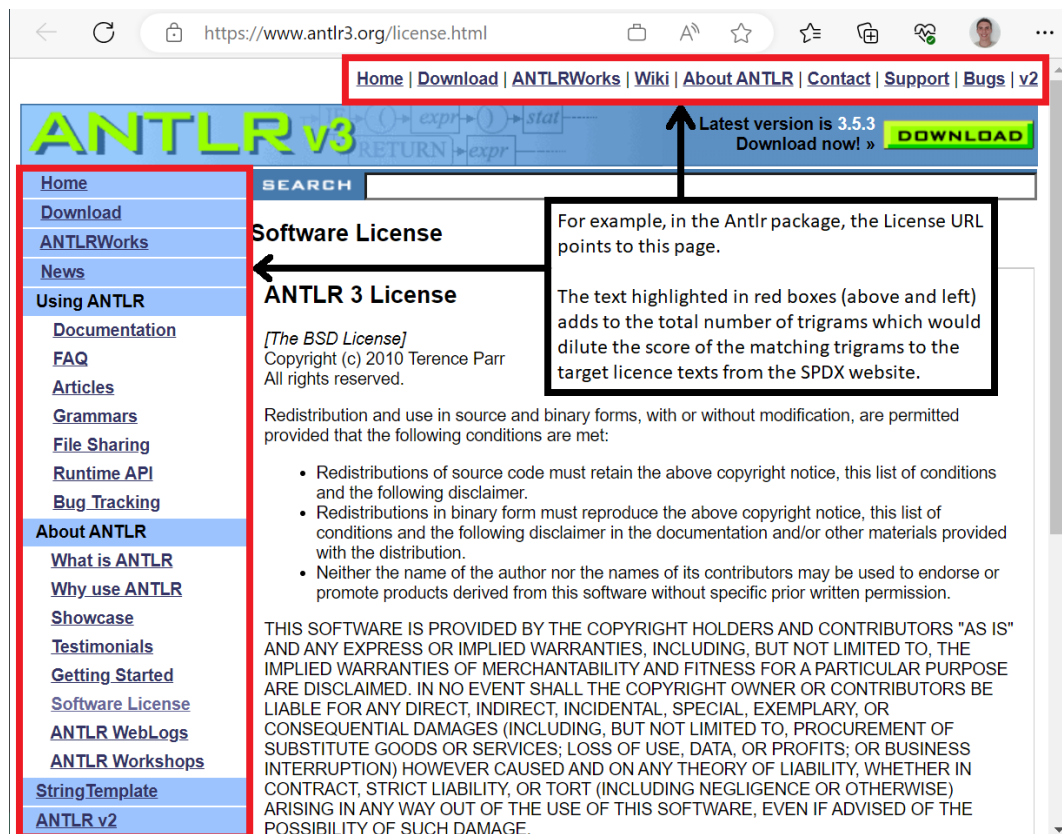 https://www.antlr3.org/license.html
Home | Download | ANTLRWorks | Wiki | About ANTLR | Contact | Support | Bugs | v2
ANTLR v3
expr
stat
RETURN
expr
Latest version is 3.5.3
Download now! »
DOWNLOAD
SEARCH
Home
Download
ANTLRWorks
News
Using ANTLR
Documentation
FAQ
Articles
Grammars
File Sharing
Runtime API
Bug Tracking
About ANTLR
What is ANTLR
Why use ANTLR
Showcase
Testimonials
Getting Started
Software License
ANTLR WebLogs
ANTLR Workshops
StringTemplate
ANTLR v2
Software License
For example, in the Antlr package, the License URL
points to this page.
The text highlighted in red boxes (above and left)
adds to the total number of trigrams which would
dilute the score of the matching trigrams to the
target licence texts from the SPDX website.
ANTLR 3 License
[The BSD License]
Copyright (c) 2010 Terence Parr
All rights reserved.
Redistribution and use in source and binary forms, with or without modification, are permitted
provided that the following conditions are met:
• Redistributions of source code must retain the above copyright notice, this list of conditions
and the following disclaimer.
• Redistributions in binary form must reproduce the above copyright notice, this list of
conditions and the following disclaimer in the documentation and/or other materials provided
with the distribution.
• Neither the name of the author nor the names of its contributors may be used to endorse or
promote products derived from this software without specific prior written permission.
THIS SOFTWARE IS PROVIDED BY THE COPYRIGHT HOLDERS AND CONTRIBUTORS "AS IS"
AND ANY EXPRESS OR IMPLIED WARRANTIES, INCLUDING, BUT NOT LIMITED TO, THE
IMPLIED WARRANTIES OF MERCHANTABILITY AND FITNESS FOR A PARTICULAR PURPOSE
ARE DISCLAIMED. IN NO EVENT SHALL THE COPYRIGHT OWNER OR CONTRIBUTORS BE
LIABLE FOR ANY DIRECT, INDIRECT, INCIDENTAL, SPECIAL, EXEMPLARY, OR
CONSEQUENTIAL DAMAGES (INCLUDING, BUT NOT LIMITED TO, PROCUREMENT OF
SUBSTITUTE GOODS OR SERVICES; LOSS OF USE, DATA, OR PROFITS; OR BUSINESS
INTERRUPTION) HOWEVER CAUSED AND ON ANY THEORY OF LIABILITY, WHETHER IN
CONTRACT, STRICT LIABILITY, OR TORT (INCLUDING NEGLIGENCE OR OTHERWISE)
ARISING IN ANY WAY OUT OF THE USE OF THIS SOFTWARE, EVEN IF ADVISED OF THE
POSSIBILITY OF SUCH DAMAGE.